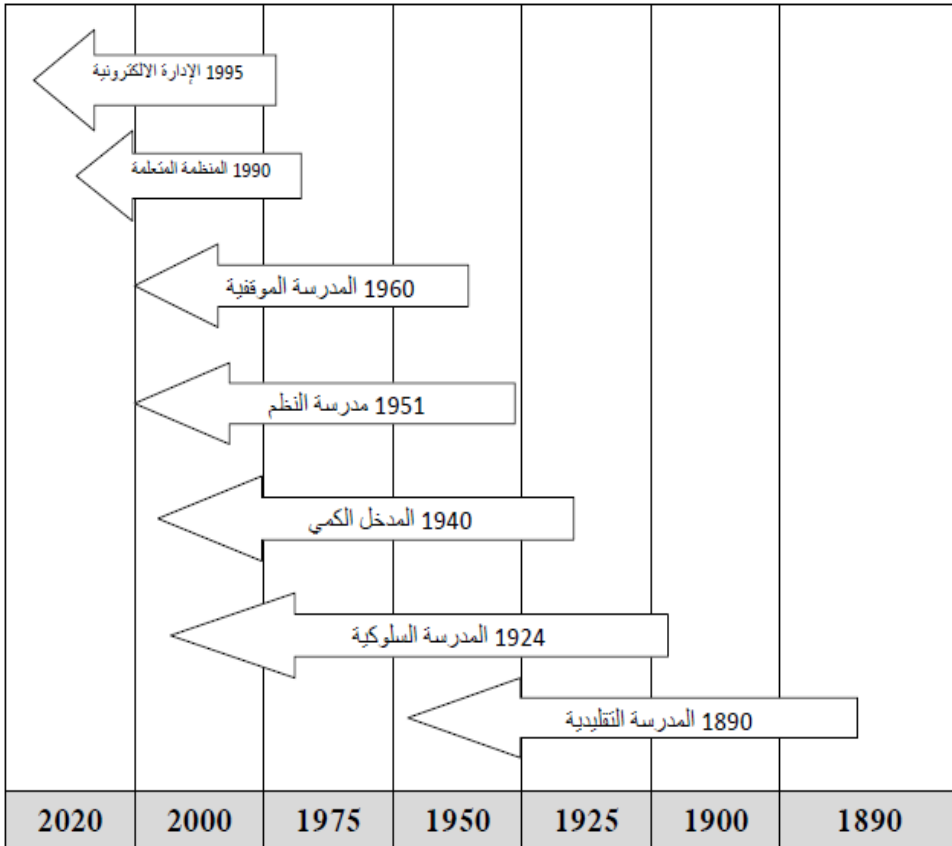 1995 الإدارة الالكترونية
1990 المنظمة المتعلمة
1960 المدرسة الموقفية
1951 مدرسة النظم
1940 المدخل الكمي
1924 المدرسة السلوكية
1890 المدرسة التقليدية
1890 1900 1925 1950 1975 2000 2020